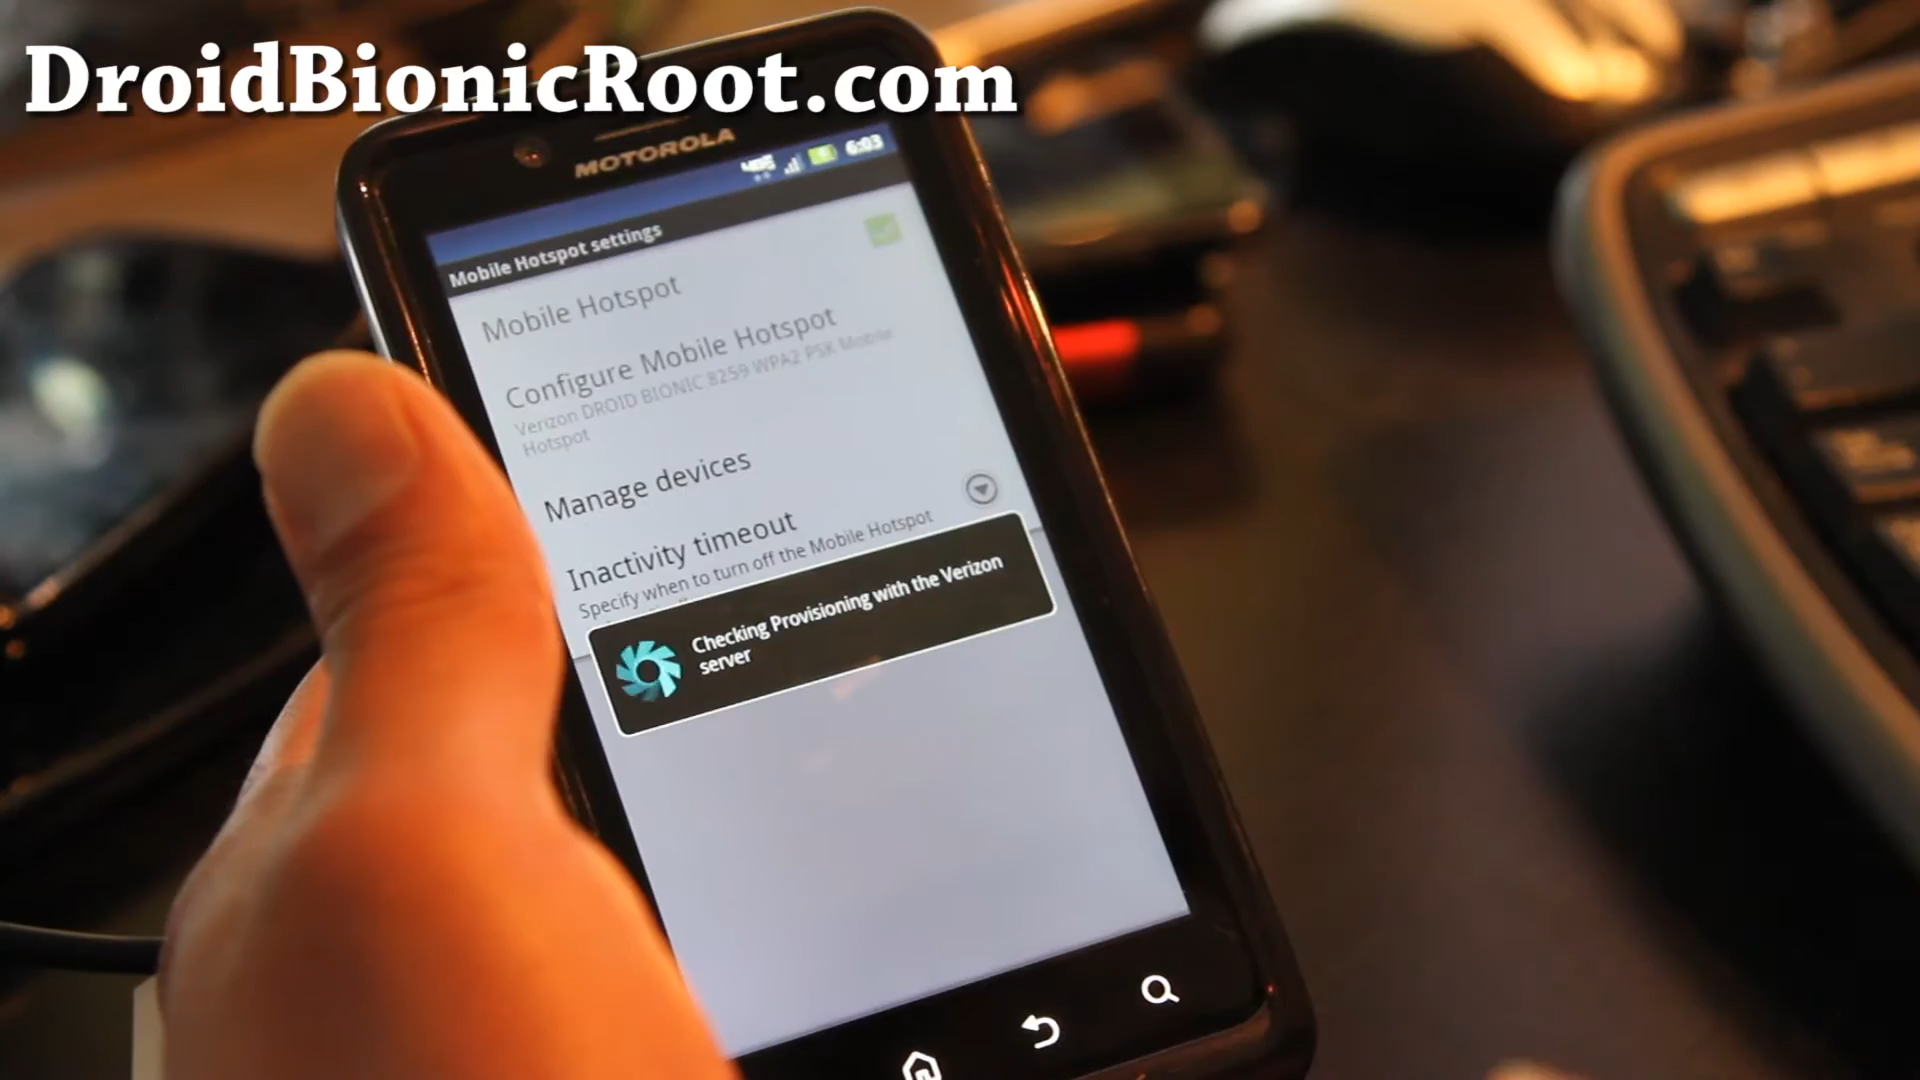 DroidBionicRoot.com
MOTOROLA
6:03
Mobile Hotspot settings
Mobile Hotspot
Configure Mobile Hotspot
Verizon DROID BIONIC 8259 WPA2 PSK Mobile
Hotspot
Manage devices
Inactivity timeout
Specify when to turn off the Mobile Hotspot
Checking Provisioning with the Verizon
server